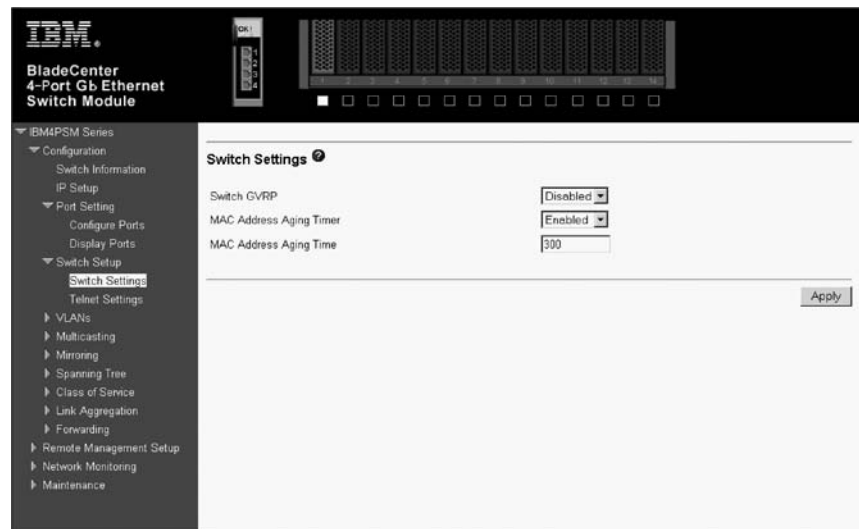 IBM®
BladeCenter
4-Port Gb Ethernet
Switch Module
OK
1
2
3
4
1 2 3 4 5 6 7 8 9 10 11 12 13 14
IBM4PSM Series
Configuration
Switch Information
IP Setup
Port Setting
Configure Ports
Display Ports
Switch Setup
Switch Settings
Telnet Settings
VLANs
Multicasting
Mirroring
Spanning Tree
Class of Service
Link Aggregation
Forwarding
Remote Management Setup
Network Monitoring
Maintenance
Switch Settings ?
Switch GVRP Disabled
MAC Address Aging Timer Enabled
MAC Address Aging Time 300
Apply